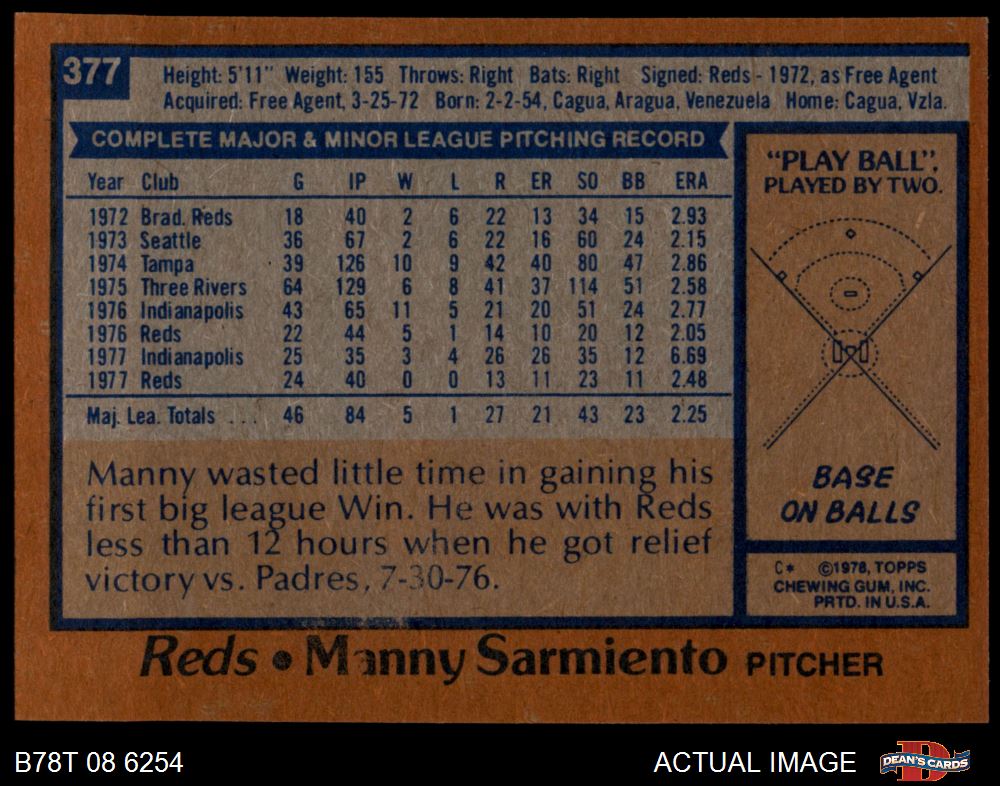 377
Height: 5'11" Weight: 155 Throws: Right Bats: Right Signed: Reds - 1972, as Free Agent
Acquired: Free Agent, 3-25-72 Born: 2-2-54, Cagua, Aragua, Venezuela Home: Cagua, Vzla.
COMPLETE MAJOR & MINOR LEAGUE PITCHING RECORD
Year Club G IP W L R ER SO BB ERA
1972 Brad. Reds 18 40 2 6 22 13 34 15 2.93
1973 Seattle 36 67 2 6 22 16 60 24 2.15
1974 Tampa 39 126 10 9 42 40 80 47 2.86
1975 Three Rivers 64 129 6 8 41 37 114 51 2.58
1976 Indianapolis 43 65 11 5 21 20 51 24 2.77
1976 Reds 22 44 5 1 14 10 20 12 2.05
1977 Indianapolis 25 35 3 4 26 26 35 12 6.69
1977 Reds 24 40 0 0 13 11 23 11 2.48
Maj. Lea. Totals . . . 46 84 5 1 27 21 43 23 2.25
Manny wasted little time in gaining his
first big league Win. He was with Reds
less than 12 hours when he got relief
victory vs. Padres, 7-30-76.
"PLAY BALL":
PLAYED BY TWO.
BASE
ON BALLS
C* ©1978, TOPPS
CHEWING GUM, INC.
PRTD. IN U.S.A.
Reds • Manny Sarmiento PITCHER
B78T 08 6254
ACTUAL IMAGE
D
DEAN'S CARDS